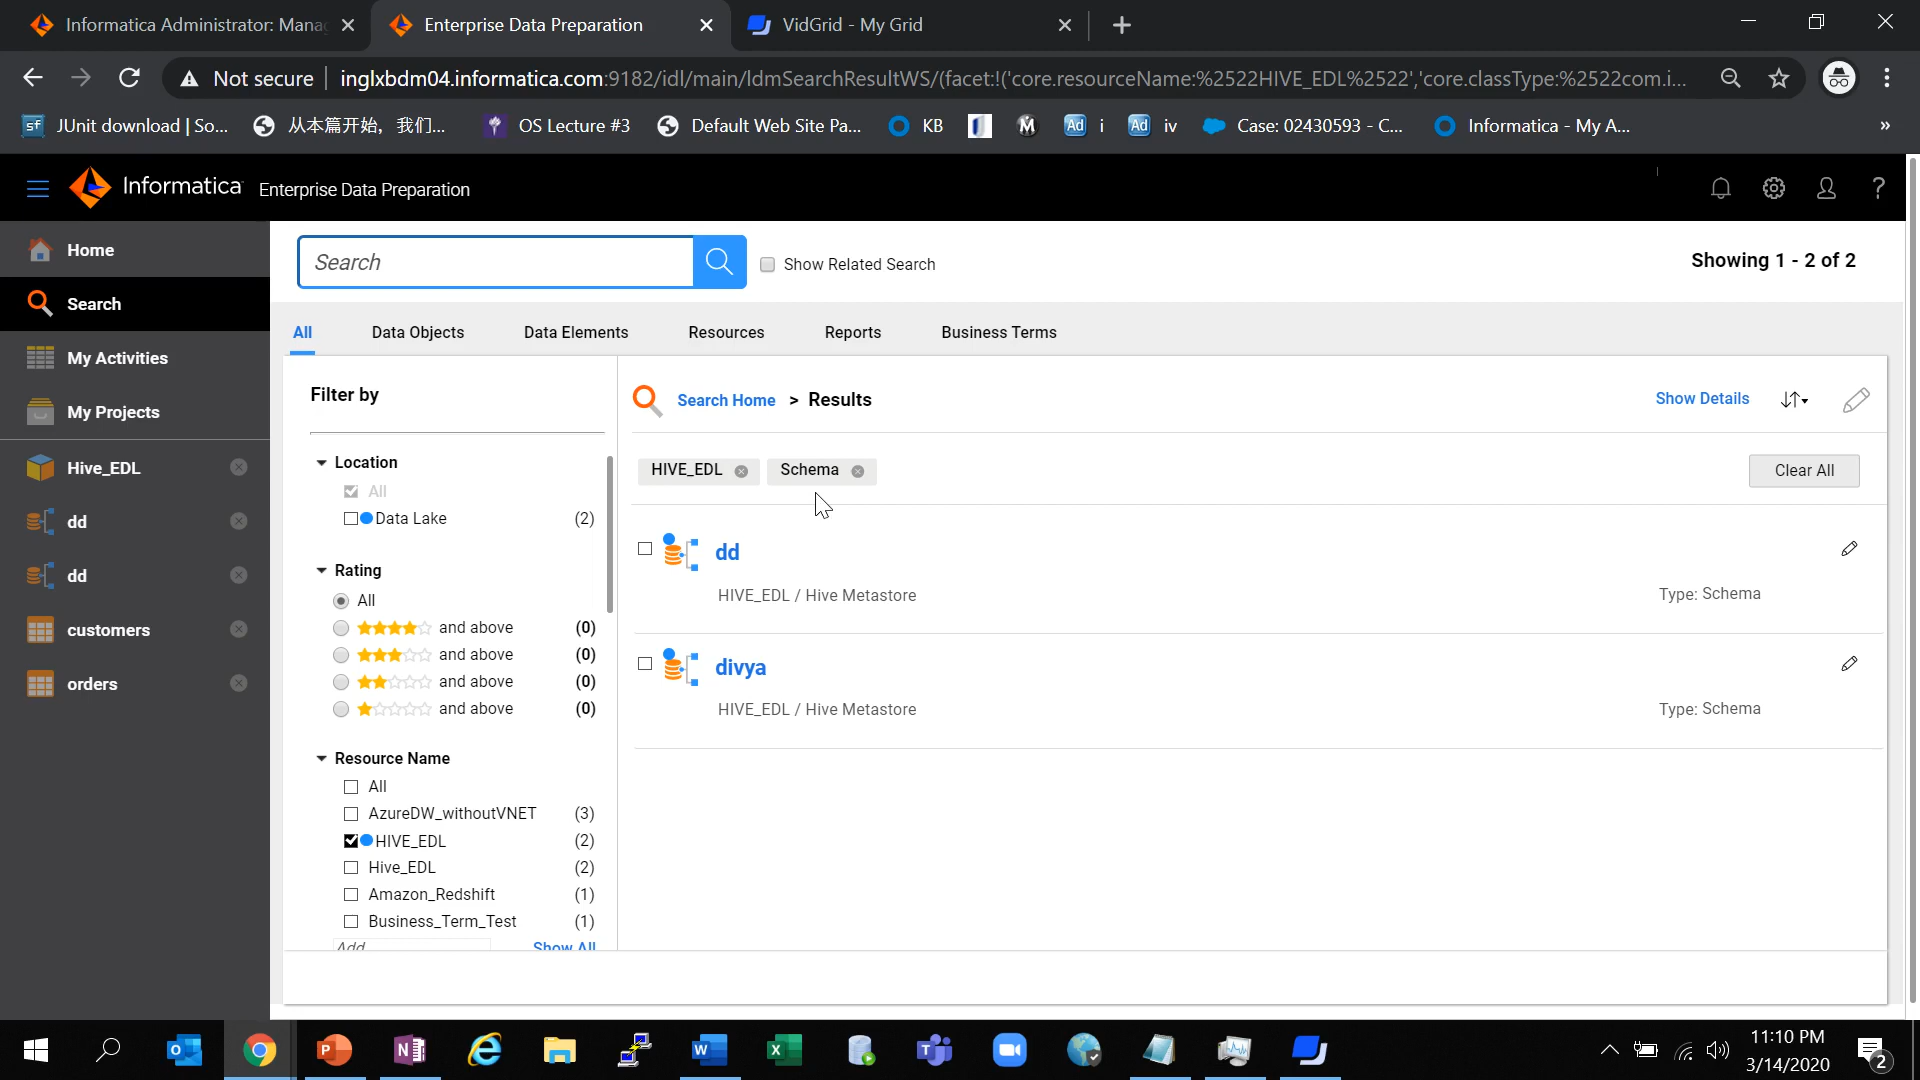 Informatica Administrator: Mana
Enterprise Data Preparation
VidGrid - My Grid
Not secure
inglxbdm04.informatica.com:9182/idl/main/ldmSearchResultWS/(facet:!('core.resourceName:%2522HIVE_EDL%2522','core.classType:%2522com.i...
JUnit download | So...
从本篇开始，我们...
OS Lecture #3
Default Web Site Pa...
KB
M
Ad i
Ad iv
Case: 02430593 - C...
Informatica - My A...
»
Informatica Enterprise Data Preparation
?
Home
Search
My Activities
My Projects
Hive_EDL
dd
dd
customers
orders
Search
Show Related Search
Showing 1 - 2 of 2
All
Data Objects
Data Elements
Resources
Reports
Business Terms
Filter by
Location
All
Data Lake (2)
Rating
All
and above (0)
and above (0)
and above (0)
and above (0)
Resource Name
All
AzureDW_withoutVNET (3)
HIVE_EDL (2)
Hive_EDL (2)
Amazon_Redshift (1)
Business_Term_Test (1)
Add
Show All
Search Home > Results
Show Details
HIVE_EDL
Schema
Clear All
dd
HIVE_EDL / Hive Metastore
Type: Schema
divya
HIVE_EDL / Hive Metastore
Type: Schema
11:10 PM
3/14/2020
2